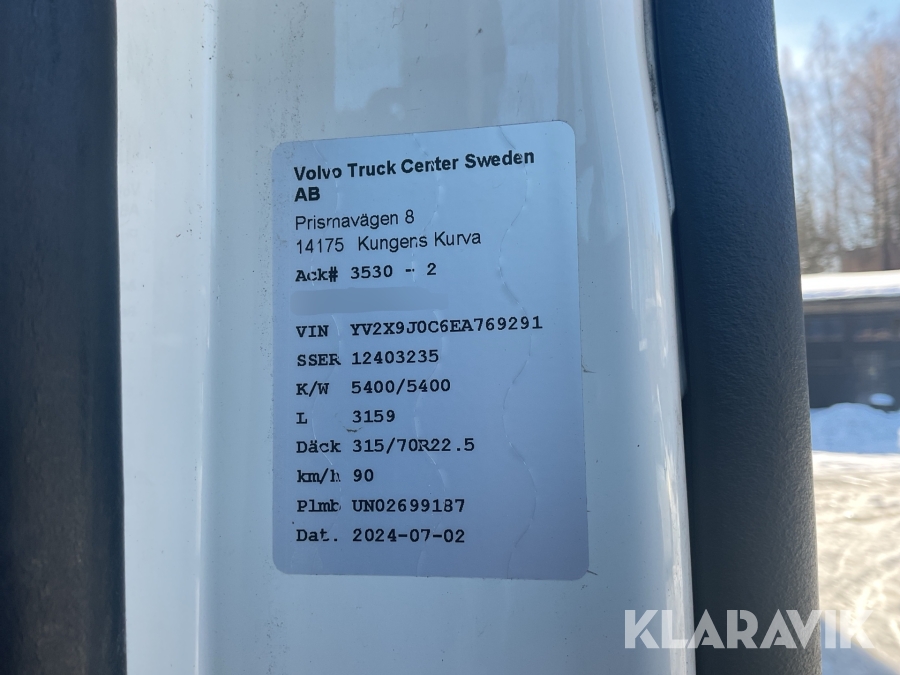 Volvo Truck Center Sweden
AB
Prismavägen 8
14175 Kungens Kurva
Ack# 3530 - 2
VIN YV2X9J0C6EA769291
SSER 12403235
K/W 5400/5400
L 3159
Däck 315/70R22.5
km/h 90
Plmb UN02699187
Dat. 2024-07-02
KLARAVIK